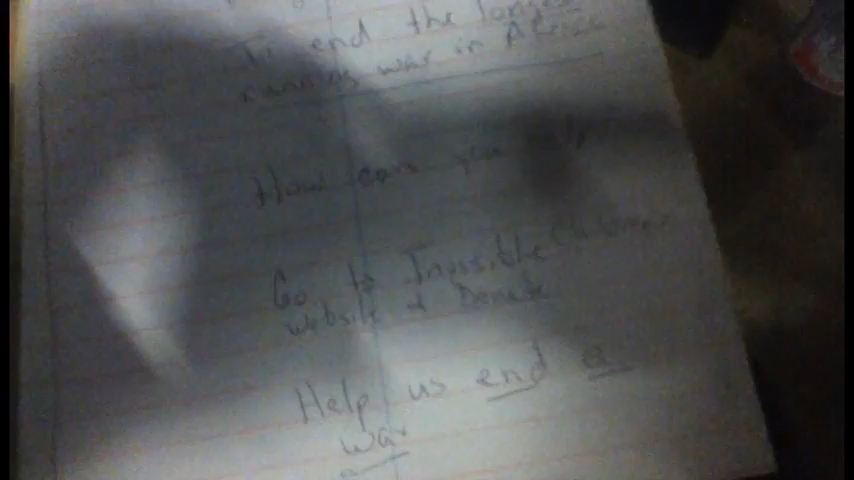 To end the longest
running war in Africa
How can you help?
Go to Invisible Children
website & Donate
Help us end a
war